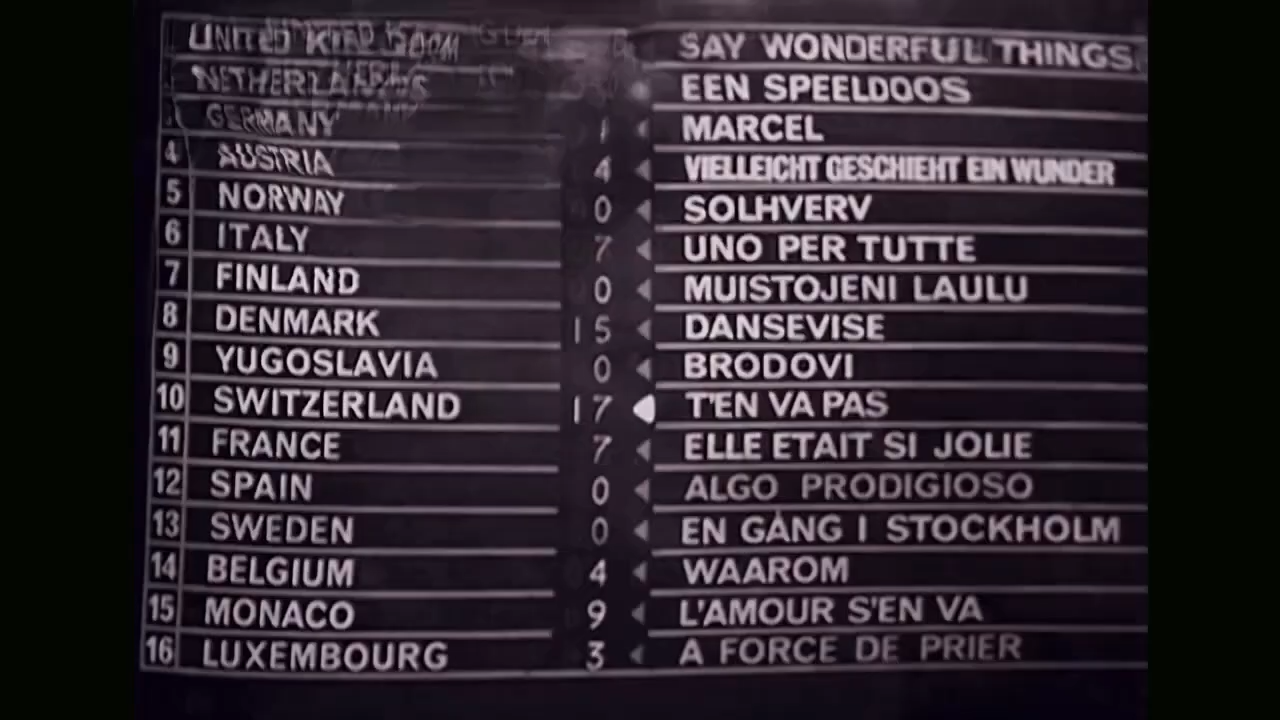 UNITED KINGDOM SAY WONDERFUL THINGS
NETHERLANDS EEN SPEELDOOS
GERMANY 1 MARCEL
4 AUSTRIA 4 VIELLEICHT GESCHIEHT EIN WUNDER
5 NORWAY 0 SOLHVERV
6 ITALY 7 UNO PER TUTTE
7 FINLAND 0 MUISTOJENI LAULU
8 DENMARK 15 DANSEVISE
9 YUGOSLAVIA 0 BRODOVI
10 SWITZERLAND 17 T'EN VA PAS
11 FRANCE 7 ELLE ETAIT SI JOLIE
12 SPAIN 0 ALGO PRODIGIOSO
13 SWEDEN 0 EN GÅNG I STOCKHOLM
14 BELGIUM 4 WAAROM
15 MONACO 9 L'AMOUR S'EN VA
16 LUXEMBOURG 3 A FORCE DE PRIER